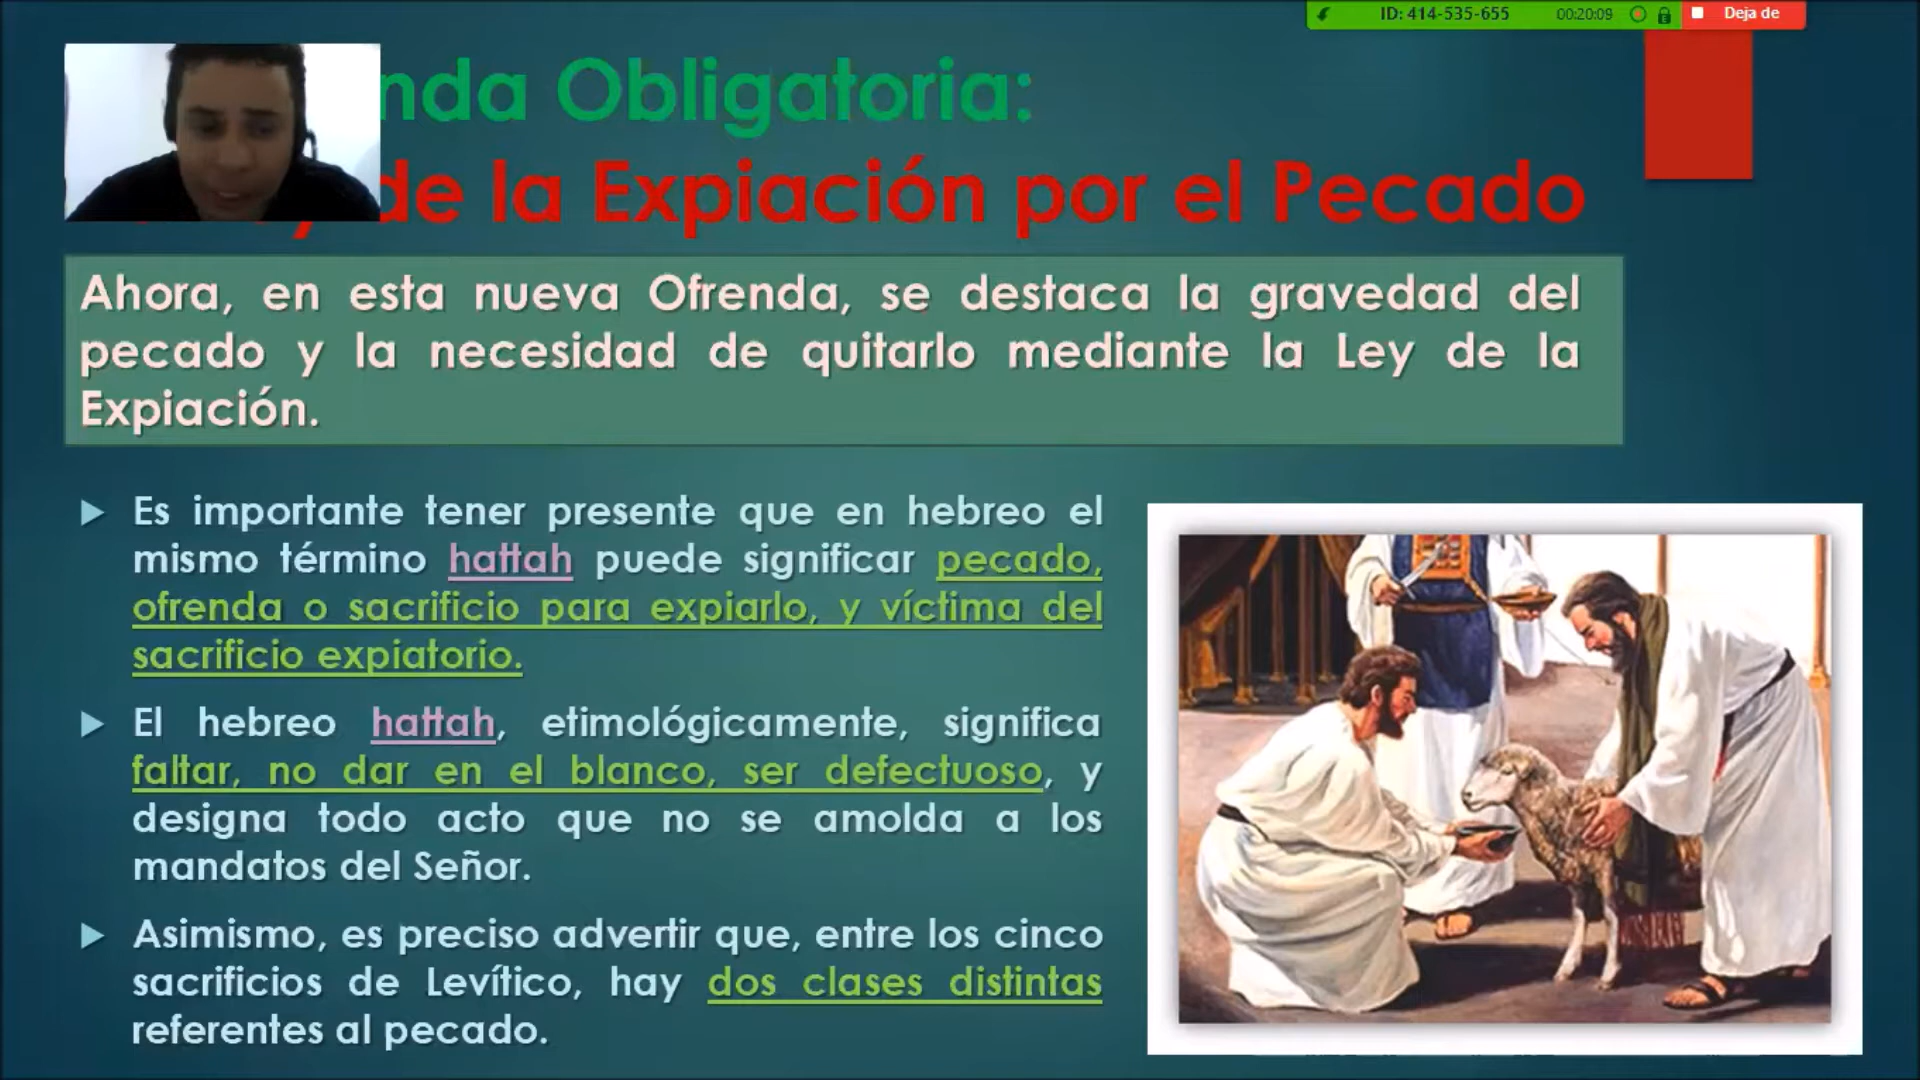 ID: 414-535-655 00:20:09 Deja de
nda Obligatoria:
de la Expiación por el Pecado
Ahora, en esta nueva Ofrenda, se destaca la gravedad del
pecado y la necesidad de quitarlo mediante la Ley de la
Expiación.
Es importante tener presente que en hebreo el
mismo término hattah puede significar pecado,
ofrenda o sacrificio para expiarlo, y víctima del
sacrificio expiatorio.
El hebreo hattah, etimológicamente, significa
faltar, no dar en el blanco, ser defectuoso, y
designa todo acto que no se amolda a los
mandatos del Señor.
Asimismo, es preciso advertir que, entre los cinco
sacrificios de Levítico, hay dos clases distintas
referentes al pecado.